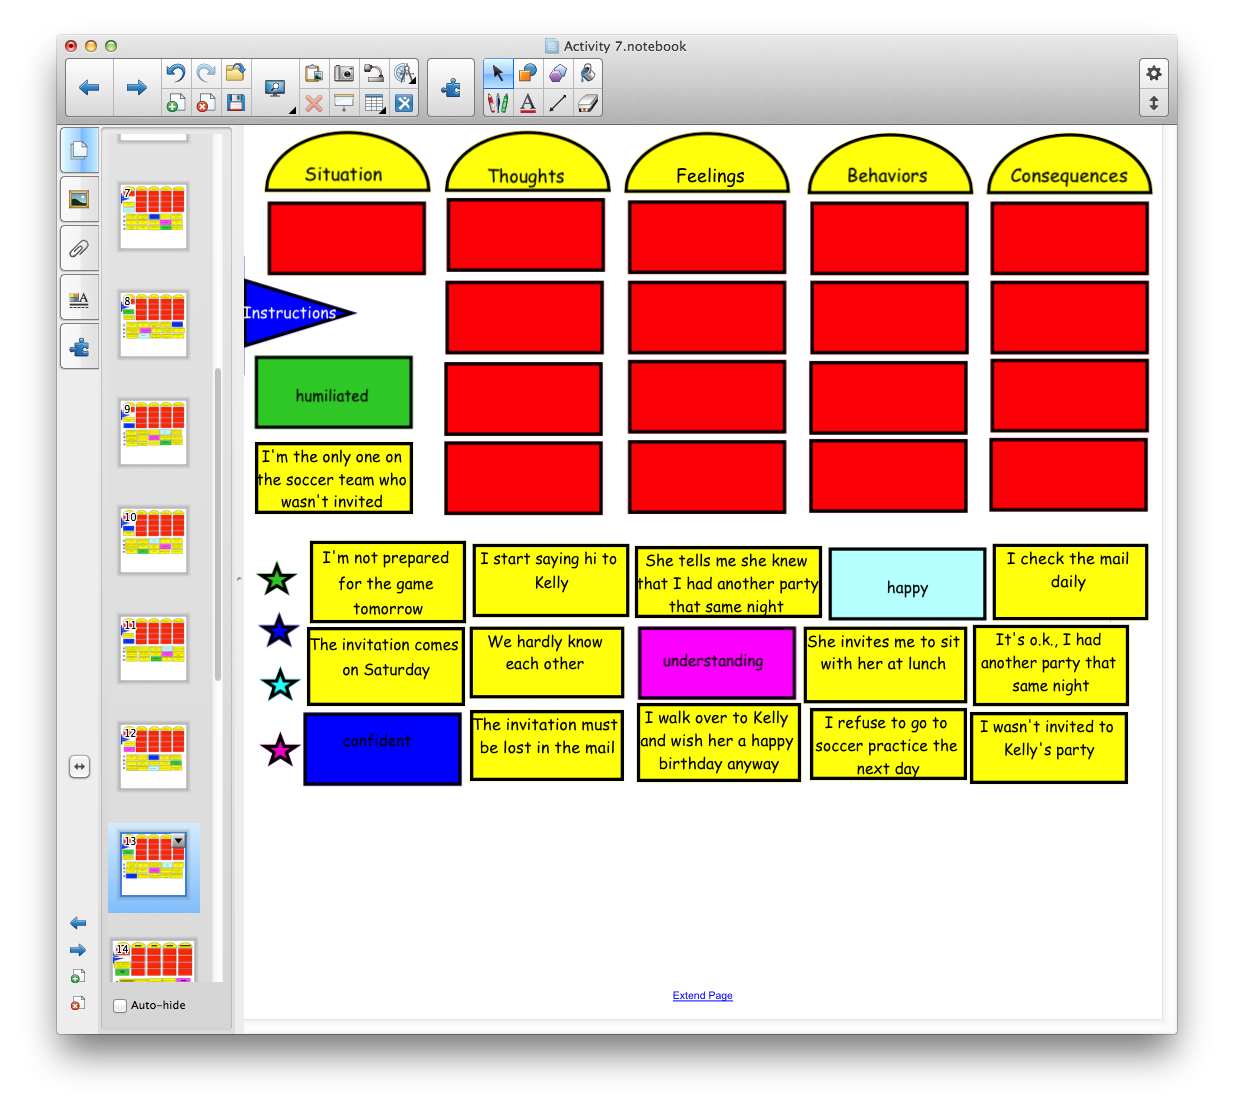 Activity 7.notebook
Situation
Thoughts
Feelings
Behaviors
Consequences
Instructions
humiliated
I'm the only one on
the soccer team who
wasn't invited
I'm not prepared
for the game
tomorrow
I start saying hi to
Kelly
She tells me she knew
that I had another party
that same night
happy
I check the mail
daily
The invitation comes
on Saturday
We hardly know
each other
understanding
She invites me to sit
with her at lunch
It's o.k., I had
another party that
same night
confident
The invitation must
be lost in the mail
I walk over to Kelly
and wish her a happy
birthday anyway
I refuse to go to
soccer practice the
next day
I wasn't invited to
Kelly's party
Extend Page
7
8
9
10
11
12
13
14
Auto-hide